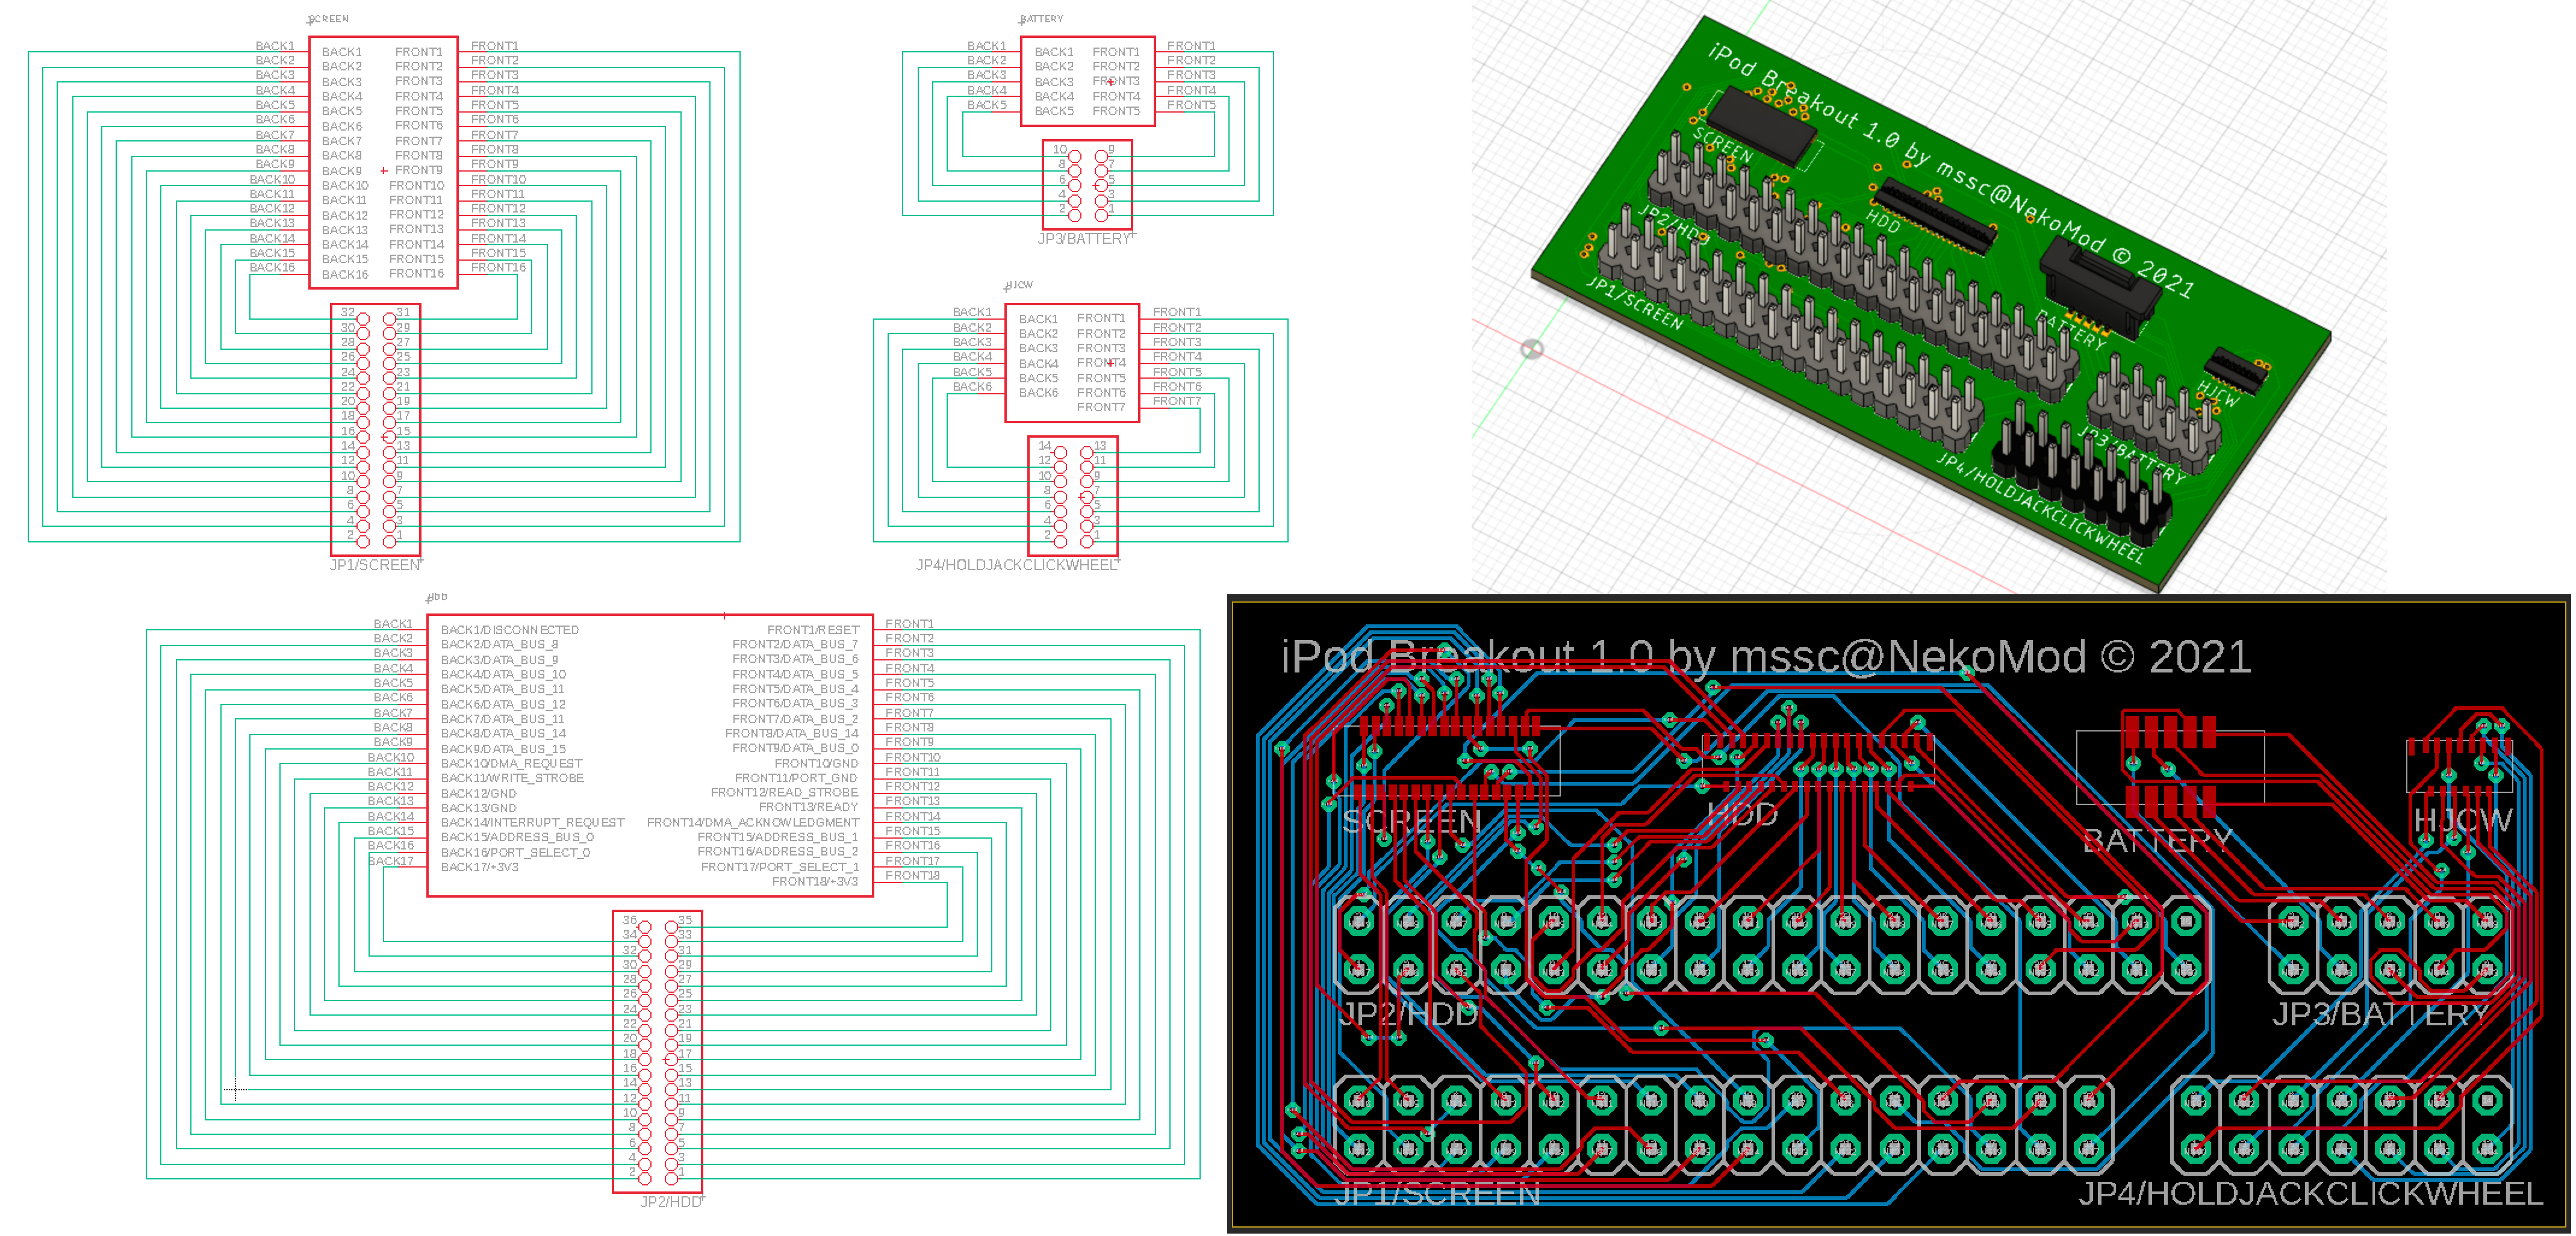 SCREEN
BACK1 BACK1 FRONT1 FRONT1
BACK2 BACK2 FRONT2 FRONT2
BACK3 BACK3 FRONT3 FRONT3
BACK4 BACK4 FRONT4 FRONT4
BACK5 BACK5 FRONT5 FRONT5
BACK6 BACK6 FRONT6 FRONT6
BACK7 BACK7 FRONT7 FRONT7
BACK8 BACK8 FRONT8 FRONT8
BACK9 BACK9 FRONT9 FRONT9
BACK10 BACK10 FRONT10 FRONT10
BACK11 BACK11 FRONT11 FRONT11
BACK12 BACK12 FRONT12 FRONT12
BACK13 BACK13 FRONT13 FRONT13
BACK14 BACK14 FRONT14 FRONT14
BACK15 BACK15 FRONT15 FRONT15
BACK16 BACK16 FRONT16 FRONT16
32 31
30 29
28 27
26 25
24 23
22 21
20 19
18 17
16 15
14 13
12 11
10 9
8 7
6 5
4 3
2 1
JP1/SCREEN
BATTERY
BACK1 BACK1 FRONT1 FRONT1
BACK2 BACK2 FRONT2 FRONT2
BACK3 BACK3 FRONT3 FRONT3
BACK4 BACK4 FRONT4 FRONT4
BACK5 BACK5 FRONT5 FRONT5
10 9
8 7
6 5
4 3
2 1
JP3/BATTERY
HJCW
BACK1 BACK1 FRONT1 FRONT1
BACK2 BACK2 FRONT2 FRONT2
BACK3 BACK3 FRONT3 FRONT3
BACK4 BACK4 FRONT4 FRONT4
BACK5 BACK5 FRONT5 FRONT5
BACK6 BACK6 FRONT6 FRONT6
FRONT7 FRONT7
14 13
12 11
10 9
8 7
6 5
4 3
2 1
JP4/HOLDJACKCLICKWHEEL
iPod Breakout 1.0 by mssc@NekoMod © 2021
SCREEN
HDD
BATTERY
HJCW
JP2/HDD
JP1/SCREEN
JP3/BATTERY
JP4/HOLDJACKCLICKWHEEL
HDD
BACK1 BACK1/DISCONNECTED FRONT1/RESET FRONT1
BACK2 BACK2/DATA_BUS_8 FRONT2/DATA_BUS_7 FRONT2
BACK3 BACK3/DATA_BUS_9 FRONT3/DATA_BUS_6 FRONT3
BACK4 BACK4/DATA_BUS_10 FRONT4/DATA_BUS_5 FRONT4
BACK5 BACK5/DATA_BUS_11 FRONT5/DATA_BUS_4 FRONT5
BACK6 BACK6/DATA_BUS_12 FRONT6/DATA_BUS_3 FRONT6
BACK7 BACK7/DATA_BUS_11 FRONT7/DATA_BUS_2 FRONT7
BACK8 BACK8/DATA_BUS_14 FRONT8/DATA_BUS_14 FRONT8
BACK9 BACK9/DATA_BUS_15 FRONT9/DATA_BUS_0 FRONT9
BACK10 BACK10/DMA_REQUEST FRONT10/GND FRONT10
BACK11 BACK11/WRITE_STROBE FRONT11/PORT_GND FRONT11
BACK12 BACK12/GND FRONT12/READ_STROBE FRONT12
BACK13 BACK13/GND FRONT13/READY FRONT13
BACK14 BACK14/INTERRUPT_REQUEST FRONT14/DMA_ACKNOWLEDGMENT FRONT14
BACK15 BACK15/ADDRESS_BUS_0 FRONT15/ADDRESS_BUS_1 FRONT15
BACK16 BACK16/PORT_SELECT_0 FRONT16/ADDRESS_BUS_2 FRONT16
BACK17 BACK17/+3V3 FRONT17/PORT_SELECT_1 FRONT17
FRONT18/+3V3 FRONT18
36 35
34 33
32 31
30 29
28 27
26 25
24 23
22 21
20 19
18 17
16 15
14 13
12 11
10 9
8 7
6 5
4 3
2 1
JP2/HDD
iPod Breakout 1.0 by mssc@NekoMod © 2021
SCREEN
HDD
BATTERY
HJCW
JP2/HDD
JP3/BATTERY
JP1/SCREEN
JP4/HOLDJACKCLICKWHEEL